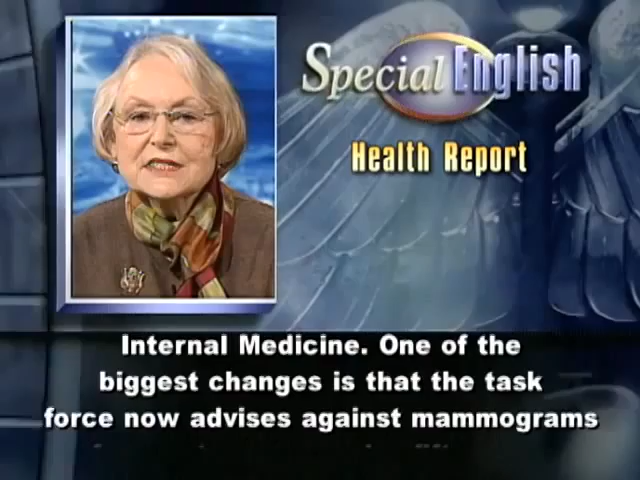 Special English
Health Report
Internal Medicine. One of the
biggest changes is that the task
force now advises against mammograms